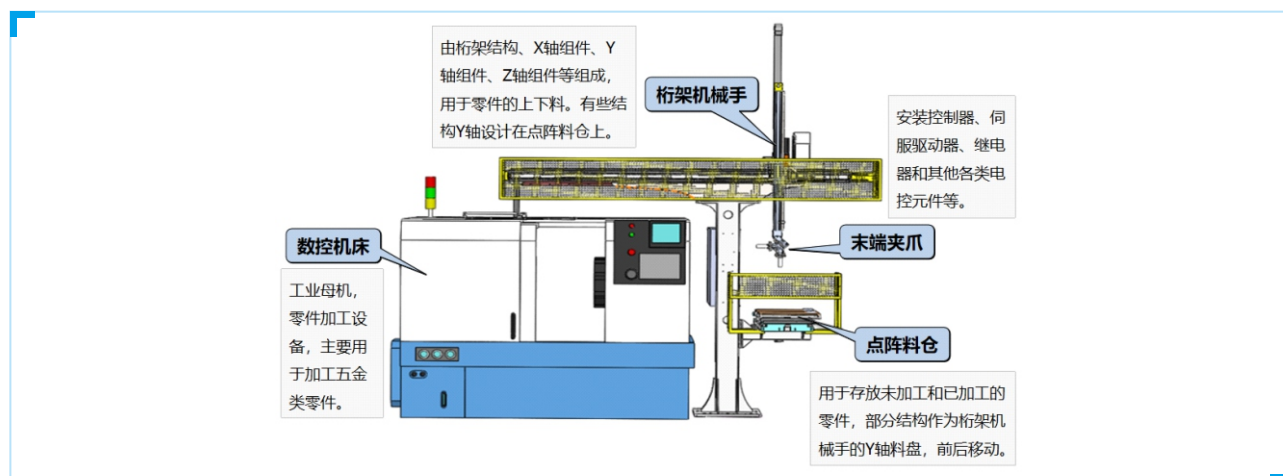 由桁架结构、X轴组件、Y
轴组件、Z轴组件等组成,
用于零件的上下料。有些结
构Y轴设计在点阵料仓上。
桁架机械手
安装控制器、伺
服驱动器、继电
器和其他各类电
控元件等。
数控机床
末端夹爪
工业母机,
零件加工设
备，主要用
于加工五金
类零件。
点阵料仓
用于存放未加工和已加工的
零件，部分结构作为桁架机
械手的Y轴料盘，前后移动。